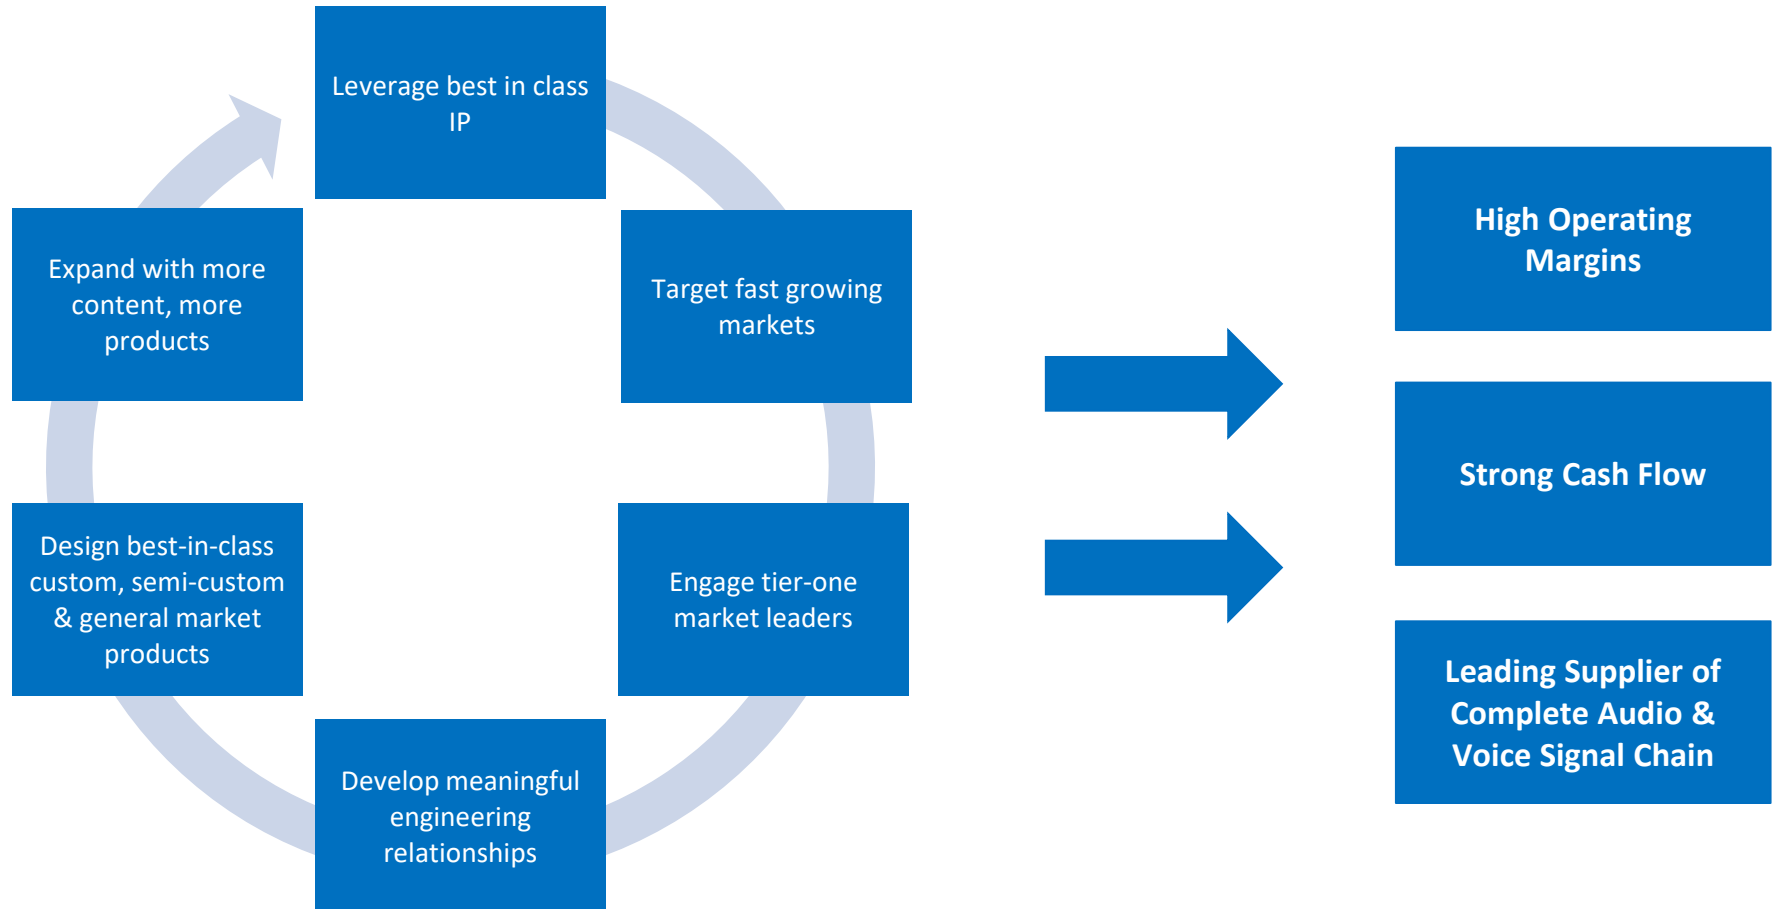 Leverage best in class
IP
Target fast growing
markets
Engage tier-one
market leaders
Develop meaningful
engineering
relationships
Design best-in-class
custom, semi-custom
& general market
products
Expand with more
content, more
products
High Operating
Margins
Strong Cash Flow
Leading Supplier of
Complete Audio &
Voice Signal Chain